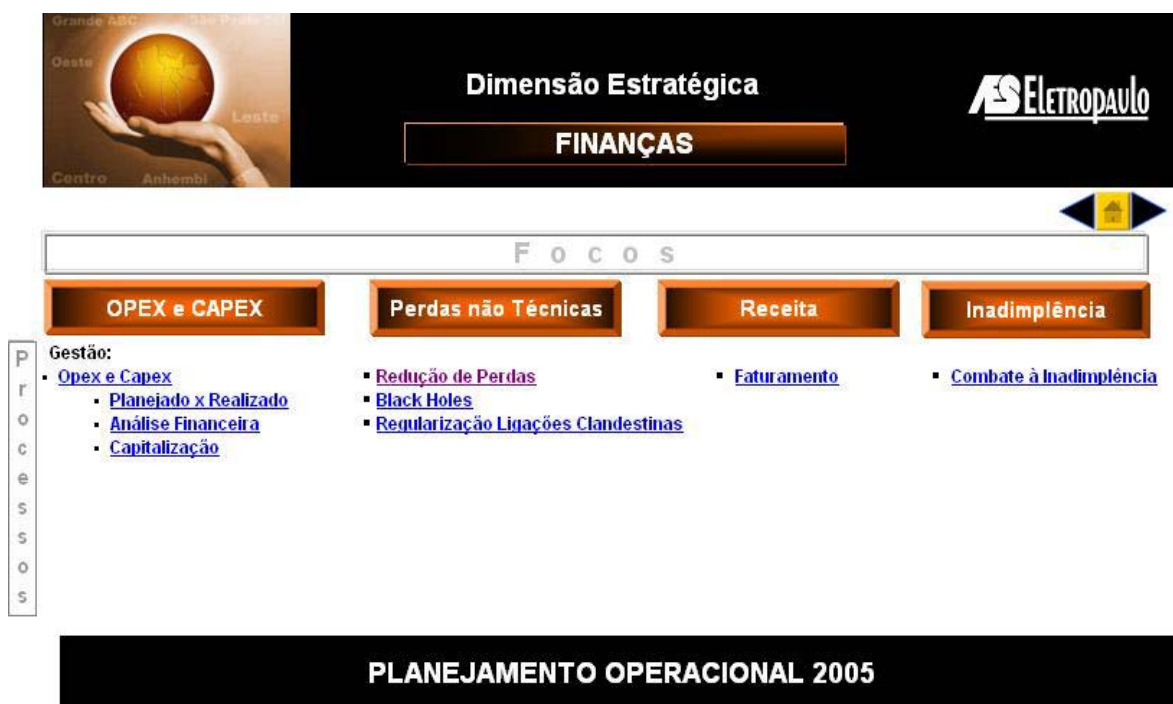 Grande ABC
Oeste
Leste
Centro Anhembi
Dimensão Estratégica
FINANÇAS
AES Eletropaulo
Focos
OPEX e CAPEX
Perdas não Técnicas
Receita
Inadimplência
Processos
Gestão:
Opex e Capex
Planejado x Realizado
Análise Financeira
Capitalização
Redução de Perdas
Black Holes
Regularização Ligações Clandestinas
Faturamento
Combate à Inadimplência
PLANEJAMENTO OPERACIONAL 2005